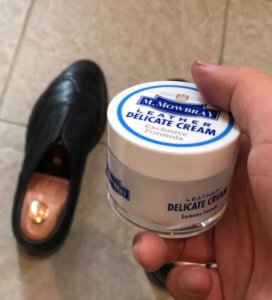 M. MOWBRAY
LEATHER
DELICATE CREAM
Exclusive
Formula
LEATHER
DELICATE CREAM
Exclusive Formula